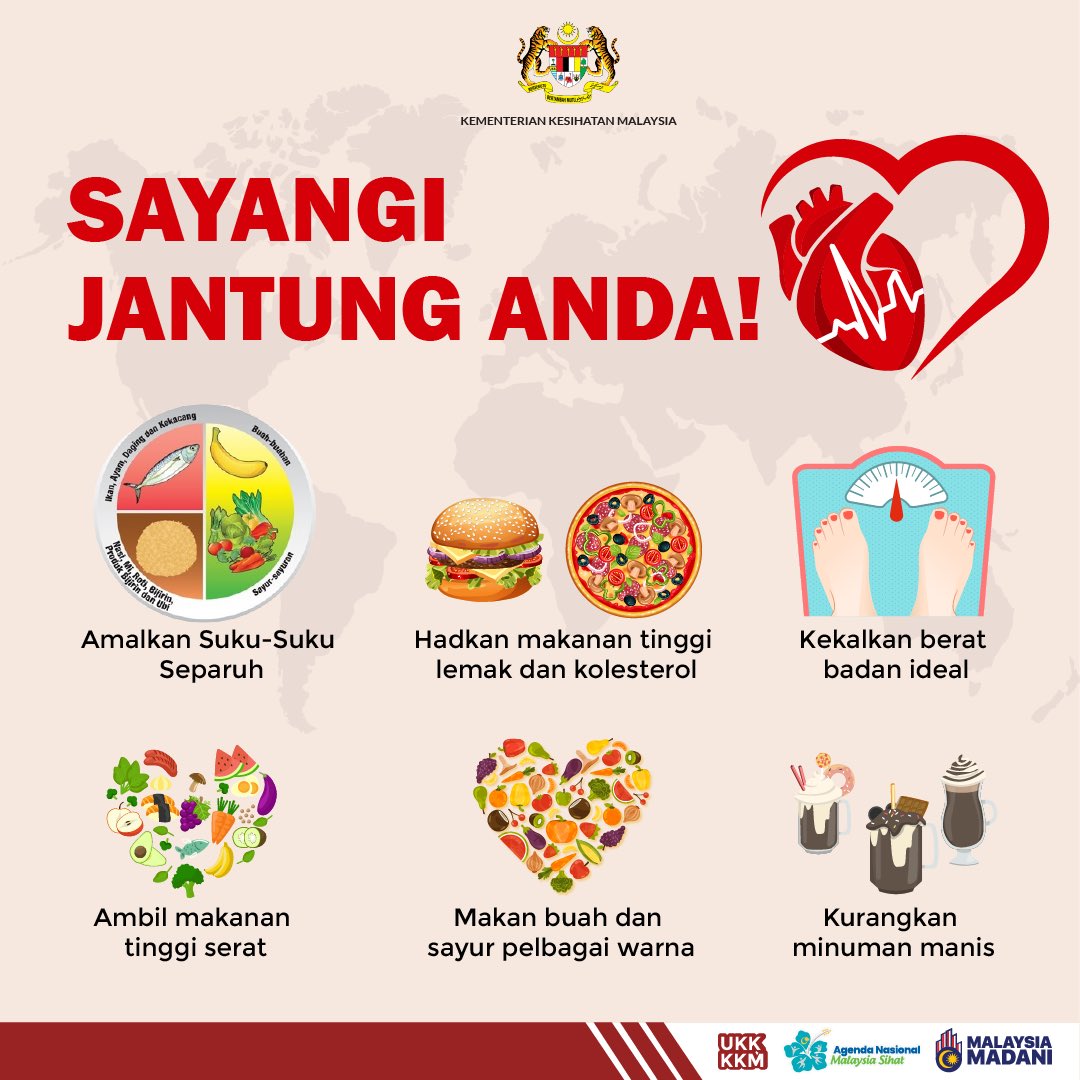 KEMENTERIAN KESIHATAN MALAYSIA
SAYANGI
JANTUNG ANDA!
Ikan, Ayam, Daging dan Kekacang
Buah-buahan
Nasi, Mi, Roti, Bijirin,
Produk Bijirin dan Ubi
Sayur-sayuran
Amalkan Suku-Suku
Separuh
Hadkan makanan tinggi
lemak dan kolesterol
Kekalkan berat
badan ideal
Ambil makanan
tinggi serat
Makan buah dan
sayur pelbagai warna
Kurangkan
minuman manis
UKK
KKM
Agenda Nasional
Malaysia Sihat
MALAYSIA
MADANI